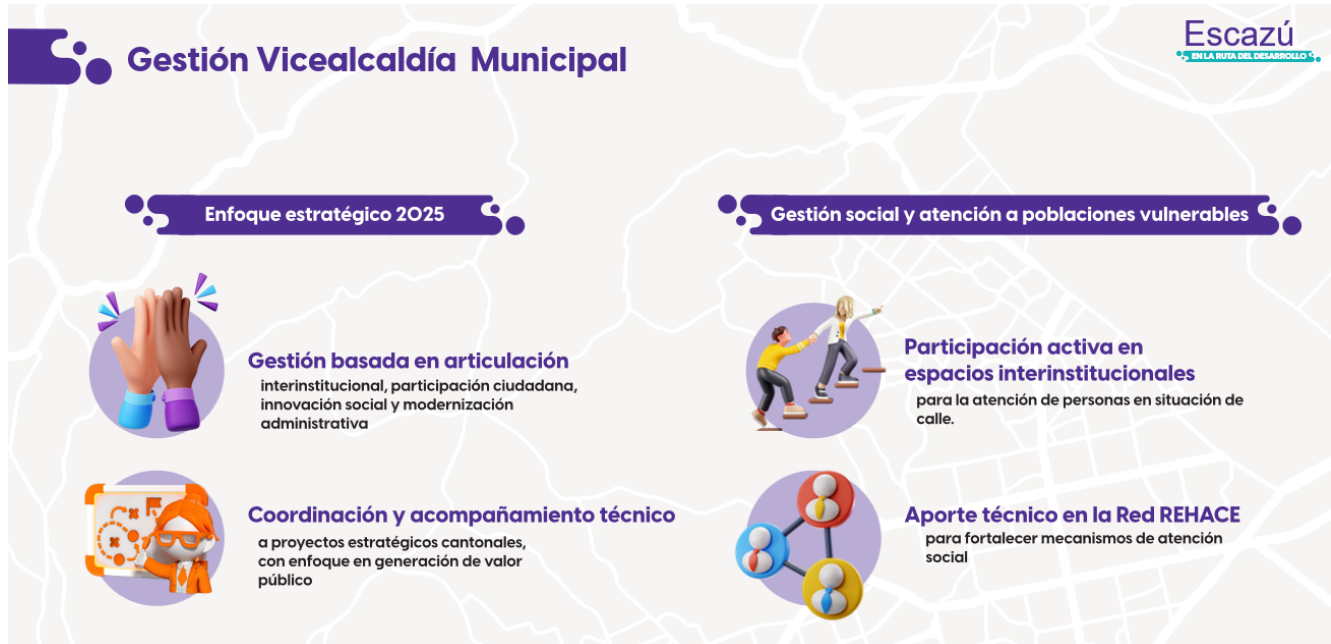 Gestión Vicealcaldía Municipal
Escazú
EN LA RUTA DEL DESARROLLO
Enfoque estratégico 2025
Gestión basada en articulación
interinstitucional, participación ciudadana,
innovación social y modernización
administrativa
Coordinación y acompañamiento técnico
a proyectos estratégicos cantonales,
con enfoque en generación de valor
público
Gestión social y atención a poblaciones vulnerables
Participación activa en
espacios interinstitucionales
para la atención de personas en situación de
calle.
Aporte técnico en la Red REHACE
para fortalecer mecanismos de atención
social